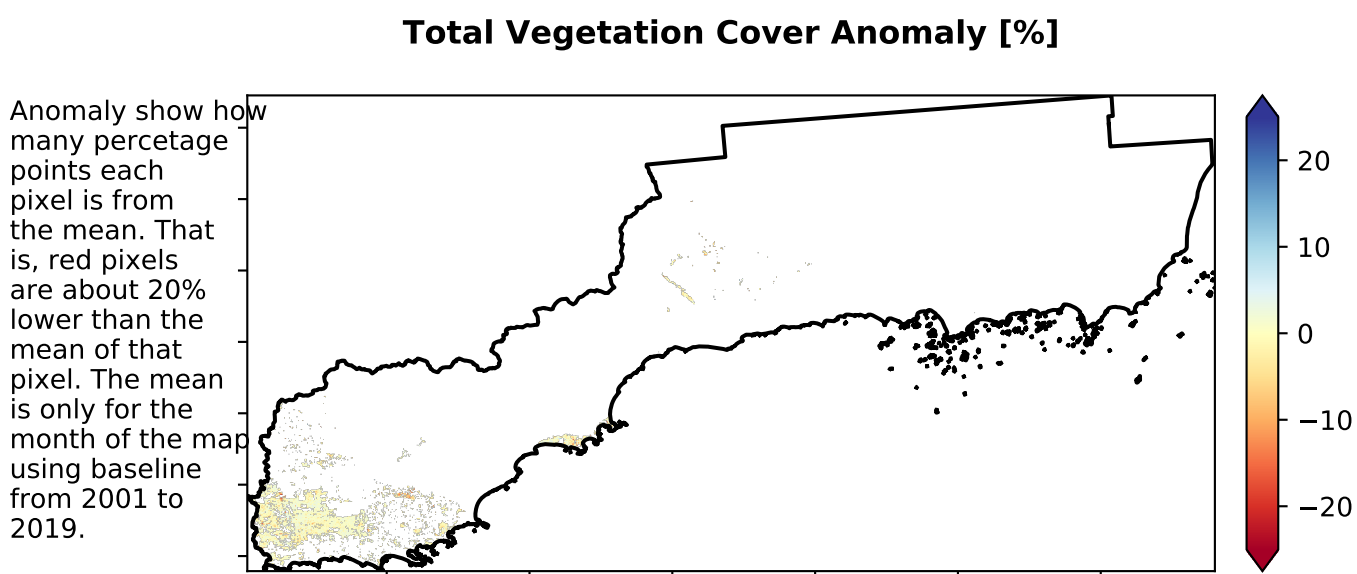 Total Vegetation Cover Anomaly [%]
Anomaly show how
many percetage
points each
pixel is from
the mean. That
is, red pixels
are about 20%
lower than the
mean of that
pixel. The mean
is only for the
month of the map
using baseline
from 2001 to
2019.
20
10
0
−10
−20